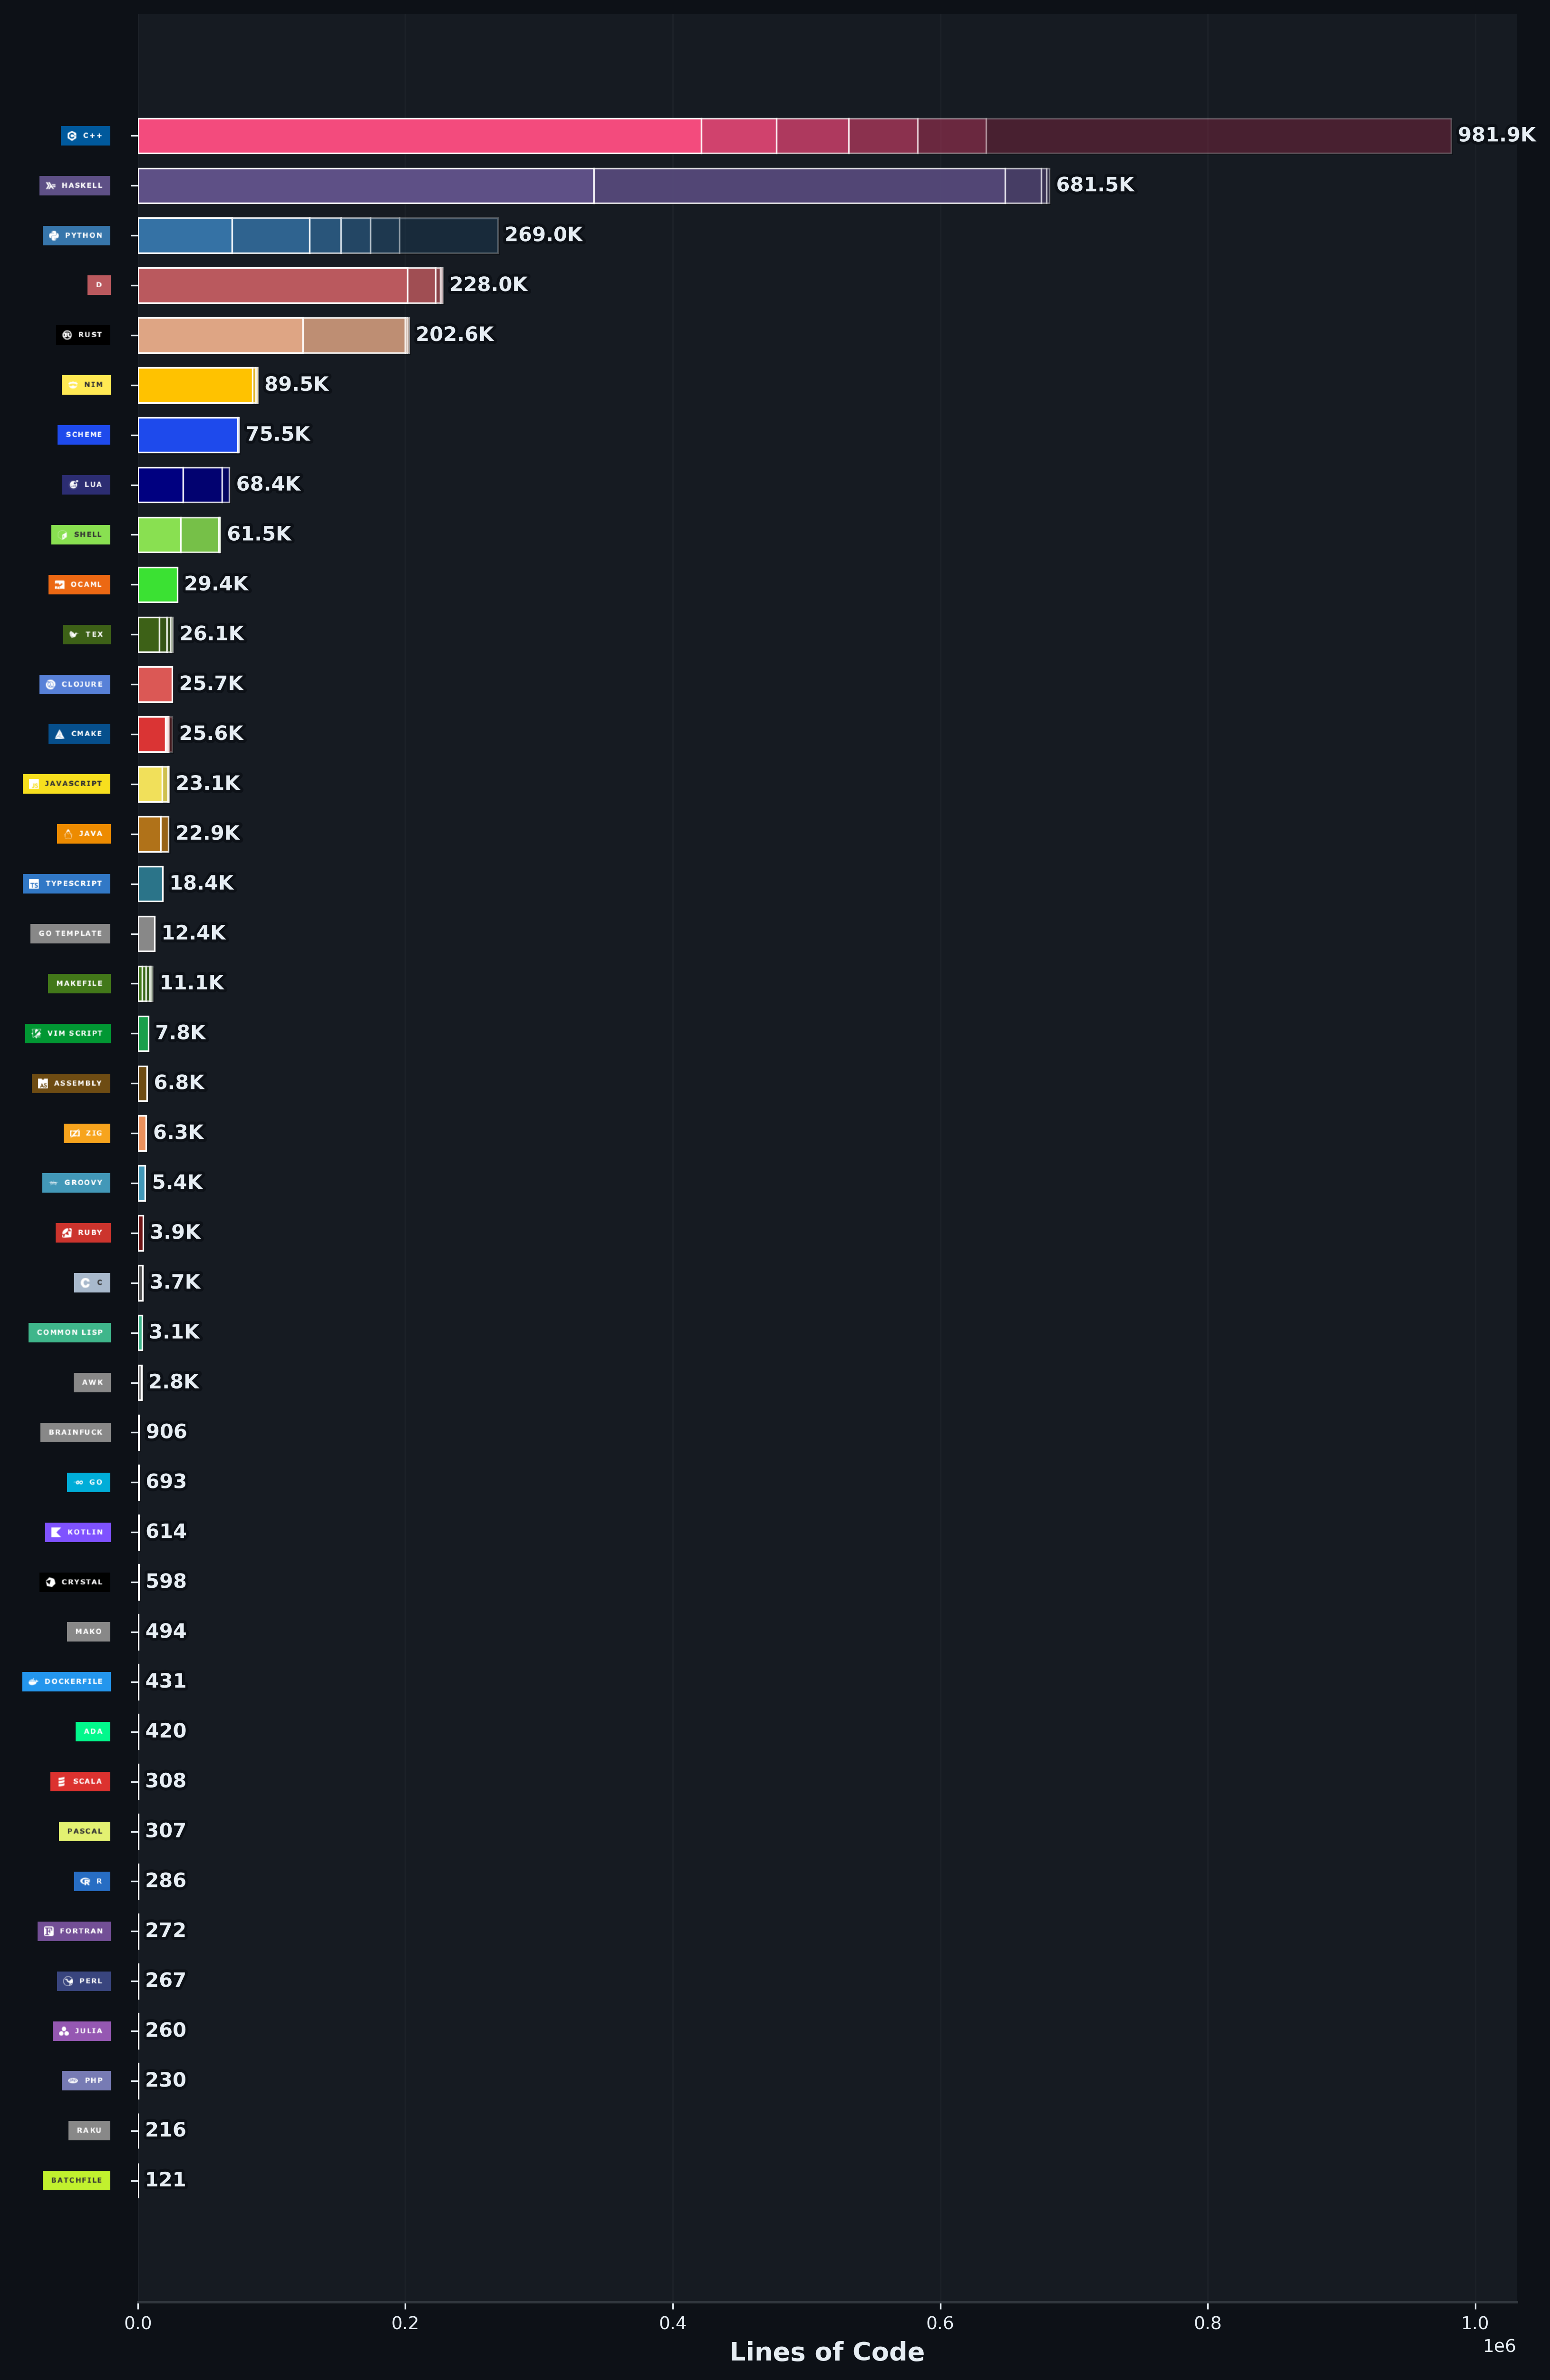 C++ 981.9K
HASKELL 681.5K
PYTHON 269.0K
D 228.0K
RUST 202.6K
NIM 89.5K
SCHEME 75.5K
LUA 68.4K
SHELL 61.5K
OCAML 29.4K
TEX 26.1K
CLOJURE 25.7K
CMAKE 25.6K
JAVASCRIPT 23.1K
JAVA 22.9K
TYPESCRIPT 18.4K
GO TEMPLATE 12.4K
MAKEFILE 11.1K
VIM SCRIPT 7.8K
ASSEMBLY 6.8K
ZIG 6.3K
GROOVY 5.4K
RUBY 3.9K
C 3.7K
COMMON LISP 3.1K
AWK 2.8K
BRAINFUCK 906
GO 693
KOTLIN 614
CRYSTAL 598
MAKO 494
DOCKERFILE 431
ADA 420
SCALA 308
PASCAL 307
R 286
FORTRAN 272
PERL 267
JULIA 260
PHP 230
RAKU 216
BATCHFILE 121
0.0 0.2 0.4 0.6 0.8 1.0
1e6
Lines of Code